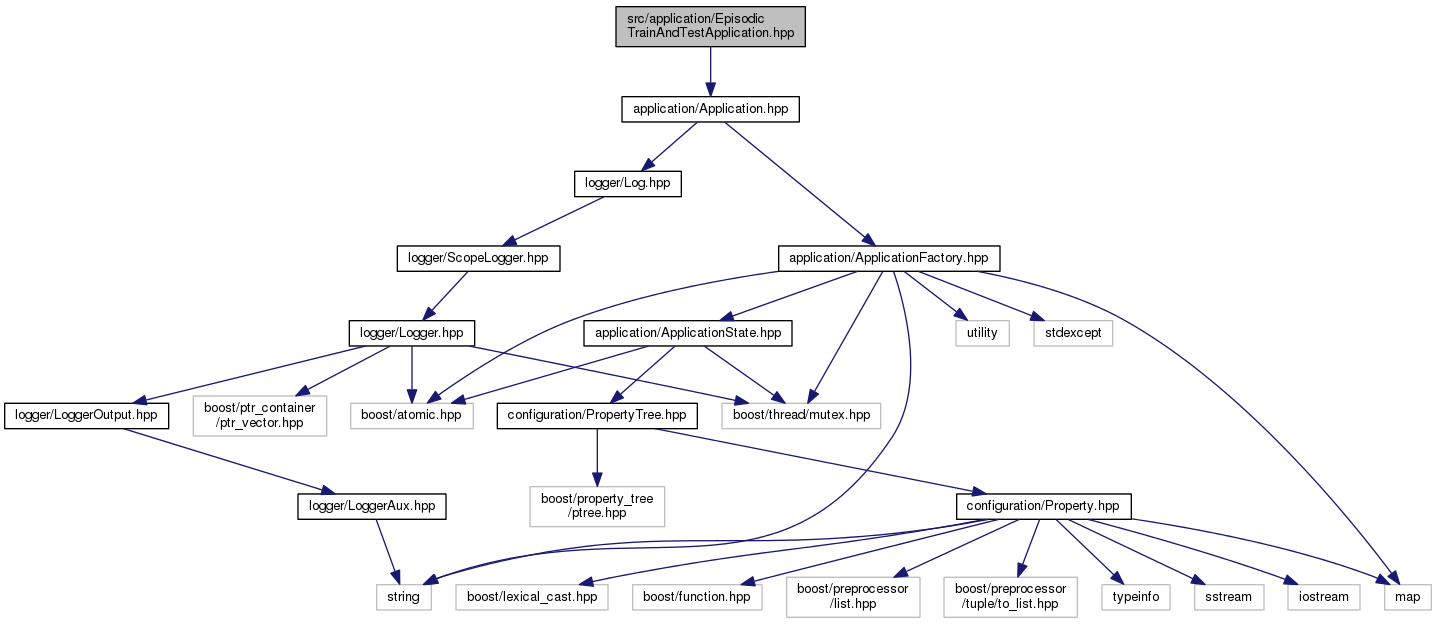 src/application/Episodic
TrainAndTestApplication.hpp
application/Application.hpp
logger/Log.hpp
logger/ScopeLogger.hpp
application/ApplicationFactory.hpp
logger/Logger.hpp
application/ApplicationState.hpp
utility
stdexcept
logger/LoggerOutput.hpp
boost/ptr_container
/ptr_vector.hpp
boost/atomic.hpp
configuration/PropertyTree.hpp
boost/thread/mutex.hpp
logger/LoggerAux.hpp
boost/property_tree
/ptree.hpp
configuration/Property.hpp
string
boost/lexical_cast.hpp
boost/function.hpp
boost/preprocessor
/list.hpp
boost/preprocessor
/tuple/to_list.hpp
typeinfo
sstream
iostream
map